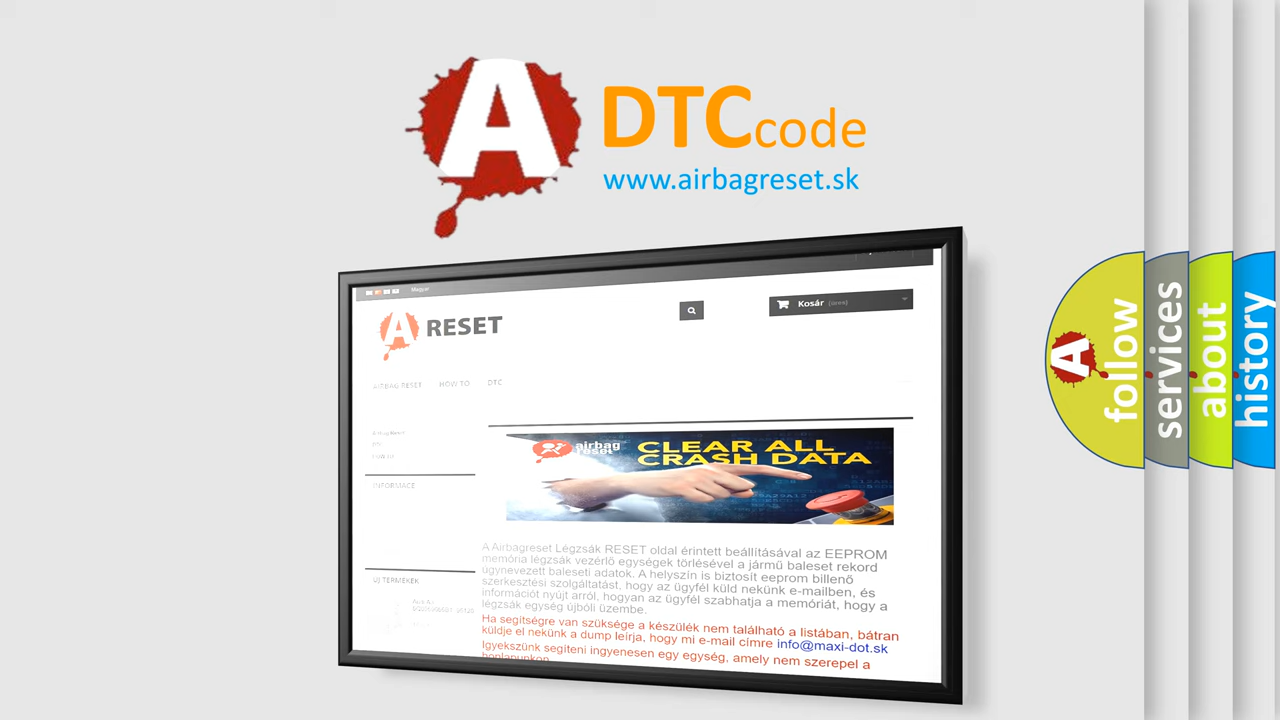 A
DTCcode
www.airbagreset.sk
Magyar
A RESET
Kosár (üres)
AIRBAG RESET HOW TO DTC
INFORMACE
ÚJ TERMÉKEK
airbag
reset
CLEAR ALL
CRASH DATA
A Airbagreset Légzsák RESET oldal érintett beállításával az EEPROM
memória légzsák vezérlő egységek törlésével a jármű baleset rekord
úgynevezett baleseti adatok. A helyszín is biztosít eeprom billenő
szerkesztési szolgáltatást, hogy az ügyfél küld nekünk e-mailben, és
információt nyújt arról, hogyan az ügyfél szabhatja a memóriát, hogy a
légzsák egység újbóli üzembe.
Ha segítségre van szüksége a készülék nem található a listában, bátran
küldje el nekünk a dump leírja, hogy mi e-mail címre info@maxi-dot.sk
Igyekszünk segíteni ingyenesen egy egység, amely nem szerepel a
honlapunkon
A
follow
services
about
history